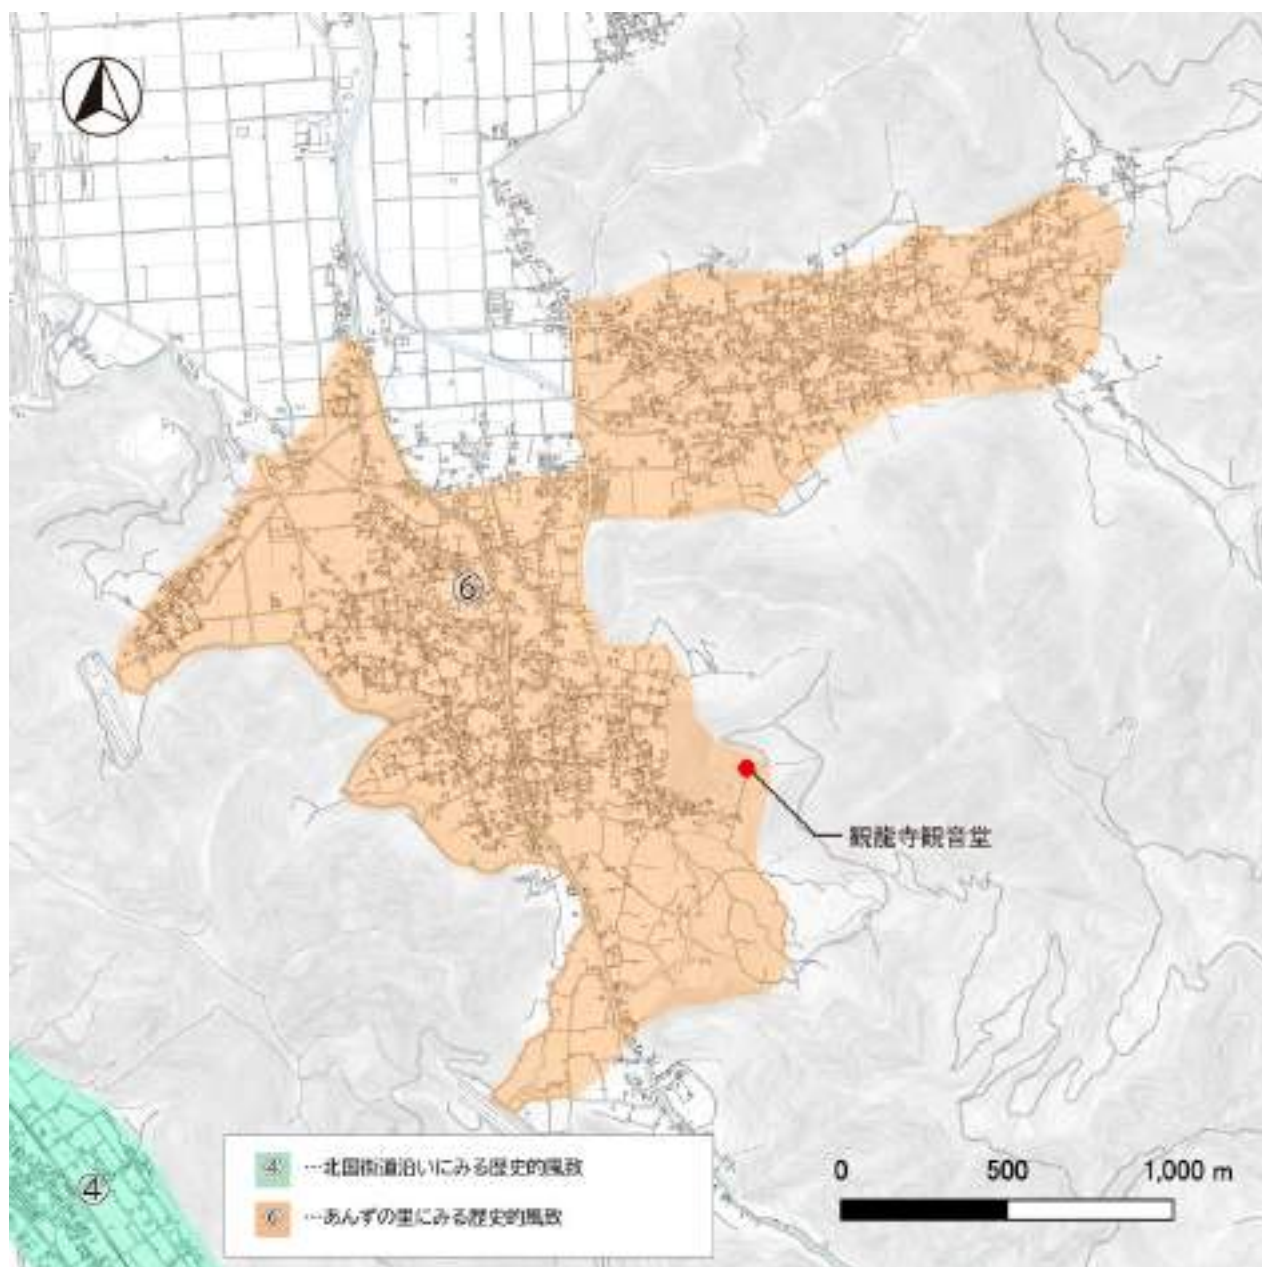 ⑥
観龍寺観音堂
④
④ …北国街道沿いにみる歴史的風致
⑥ …あんずの里にみる歴史的風致
0 500 1,000 m